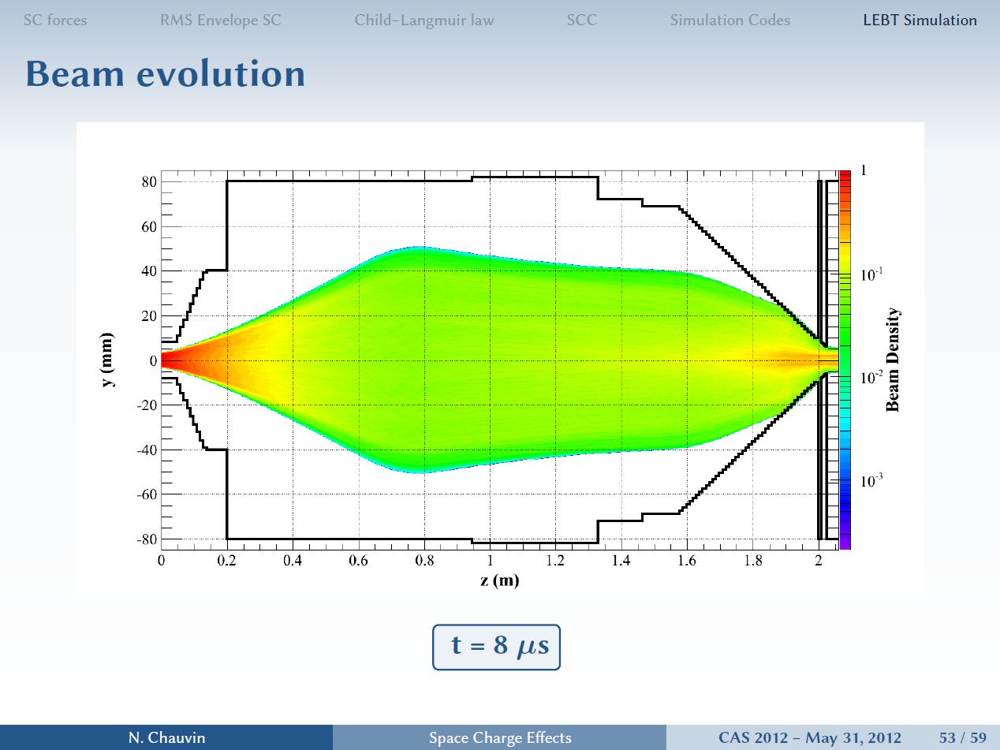 SC forces RMS Envelope SC Child–Langmuir law SCC Simulation Codes LEBT Simulation
Beam evolution
80
60
40
20
0
-20
-40
-60
-80
y (mm)
0 0.2 0.4 0.6 0.8 1 1.2 1.4 1.6 1.8 2
z (m)
1
10-1
10-2
10-3
Beam Density
t = 8 μs
N. Chauvin Space Charge Effects CAS 2012 – May 31, 2012 53 / 59